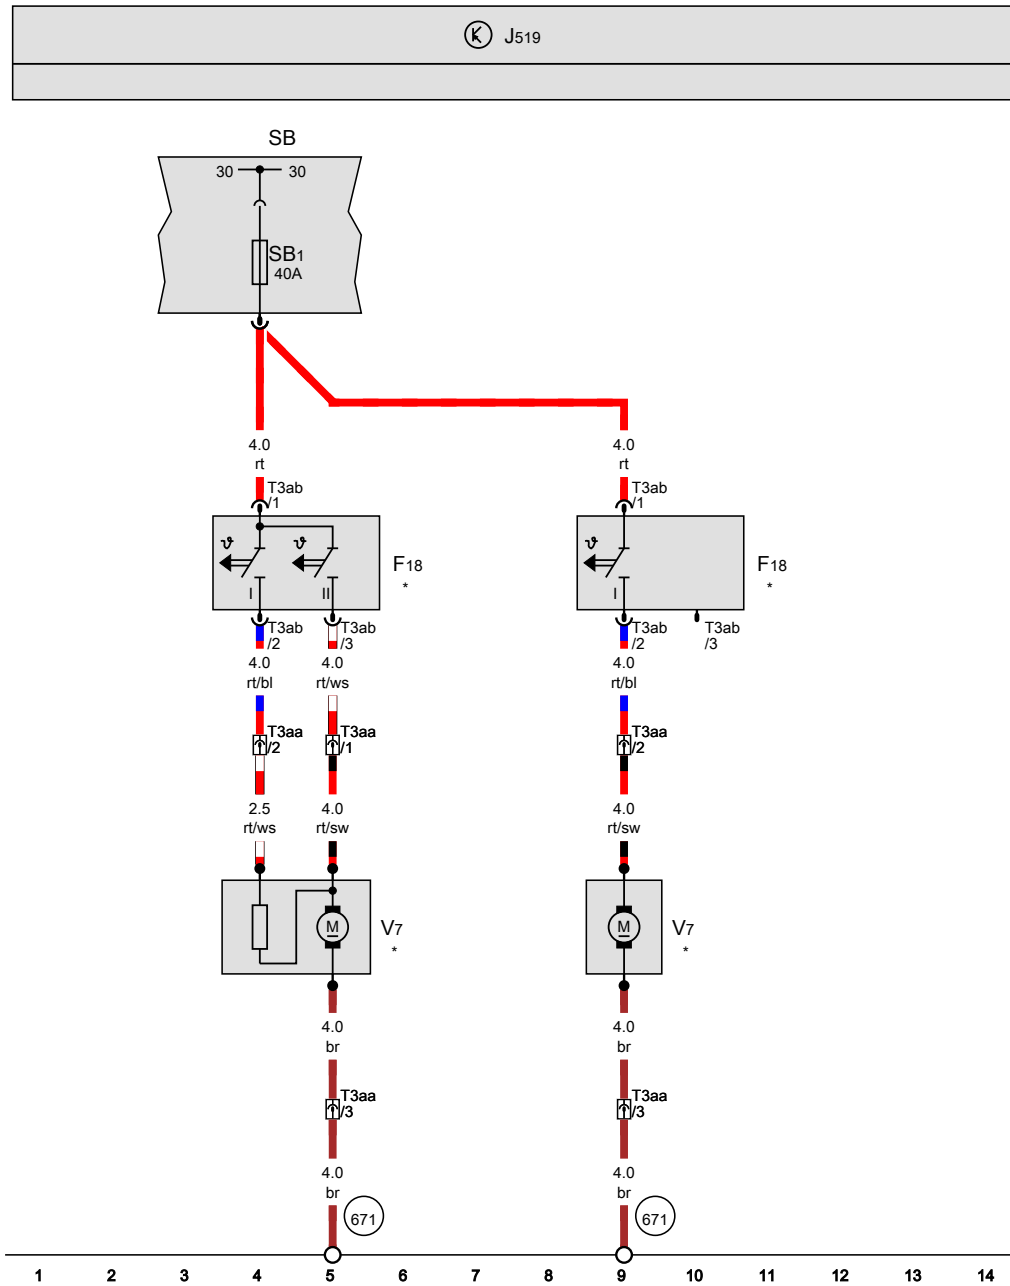 J519
SB
30 30
SB1
40A
4.0 4.0
rt rt
T3ab T3ab
/1 /1
ϑ ϑ ϑ
F18 F18
* *
I II I
T3ab T3ab T3ab T3ab
/2 /3 /2 /3
4.0 4.0 4.0
rt/bl rt/ws rt/bl
T3aa T3aa T3aa
/2 /1 /2
2.5 4.0 4.0
rt/ws rt/sw rt/sw
M V7 M V7
* *
4.0 4.0
br br
T3aa T3aa
/3 /3
4.0 4.0
br br
671 671
1 2 3 4 5 6 7 8 9 10 11 12 13 14